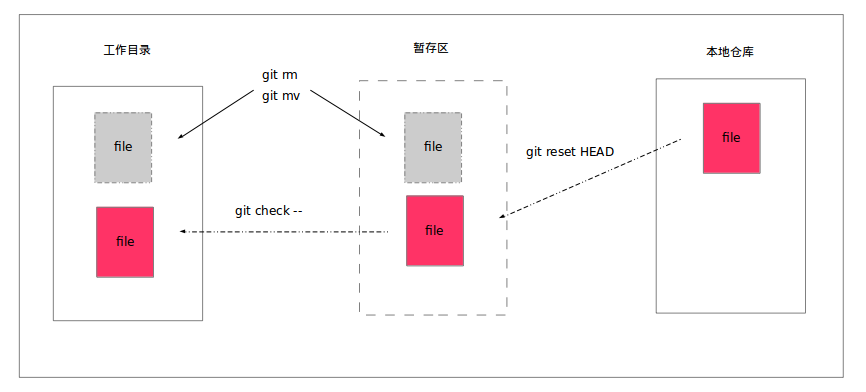 工作目录
暂存区
本地仓库
git rm
git mv
file
file
file
git reset HEAD
git check --
file
file